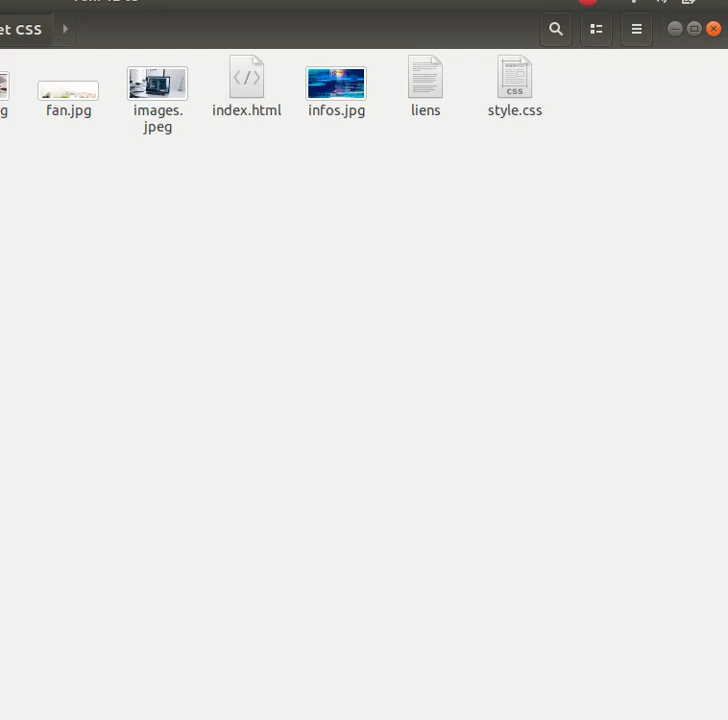 et CSS
g
fan.jpg
images.
jpeg
index.html
infos.jpg
liens
CSS
style.css